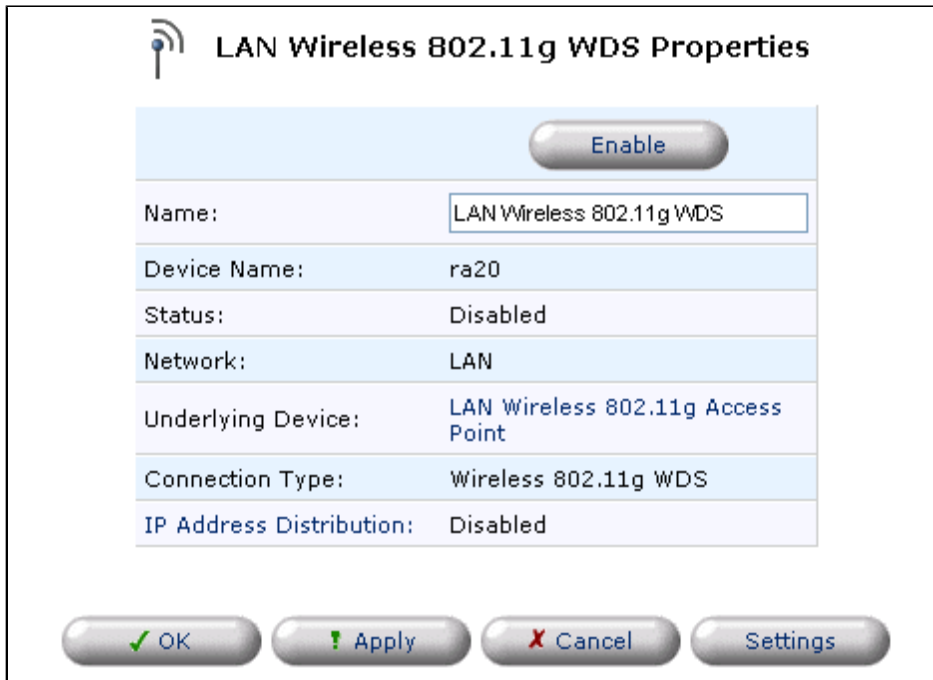 LAN Wireless 802.11g WDS Properties
Enable
Name: LAN Wireless 802.11g WDS
Device Name: ra20
Status: Disabled
Network: LAN
Underlying Device: LAN Wireless 802.11g Access
Point
Connection Type: Wireless 802.11g WDS
IP Address Distribution: Disabled
OK Apply Cancel Settings